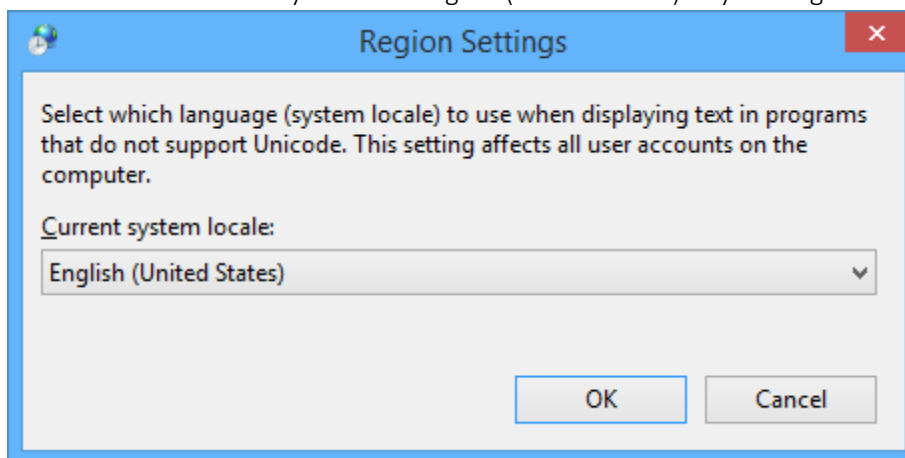 Region Settings
Select which language (system locale) to use when displaying text in programs
that do not support Unicode. This setting affects all user accounts on the
computer.
Current system locale:
English (United States)
OK
Cancel